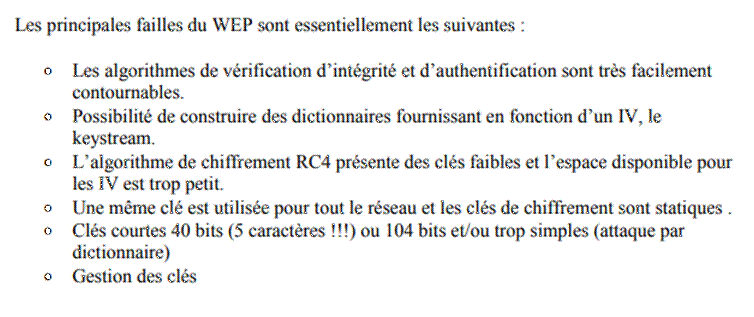 Les principales failles du WEP sont essentiellement les suivantes :
o Les algorithmes de vérification d'intégrité et d'authentification sont très facilement
contournables.
o Possibilité de construire des dictionnaires fournissant en fonction d'un IV, le
keystream.
o L'algorithme de chiffrement RC4 présente des clés faibles et l'espace disponible pour
les IV est trop petit.
o Une même clé est utilisée pour tout le réseau et les clés de chiffrement sont statiques .
o Clés courtes 40 bits (5 caractères !!!) ou 104 bits et/ou trop simples (attaque par
dictionnaire)
o Gestion des clés